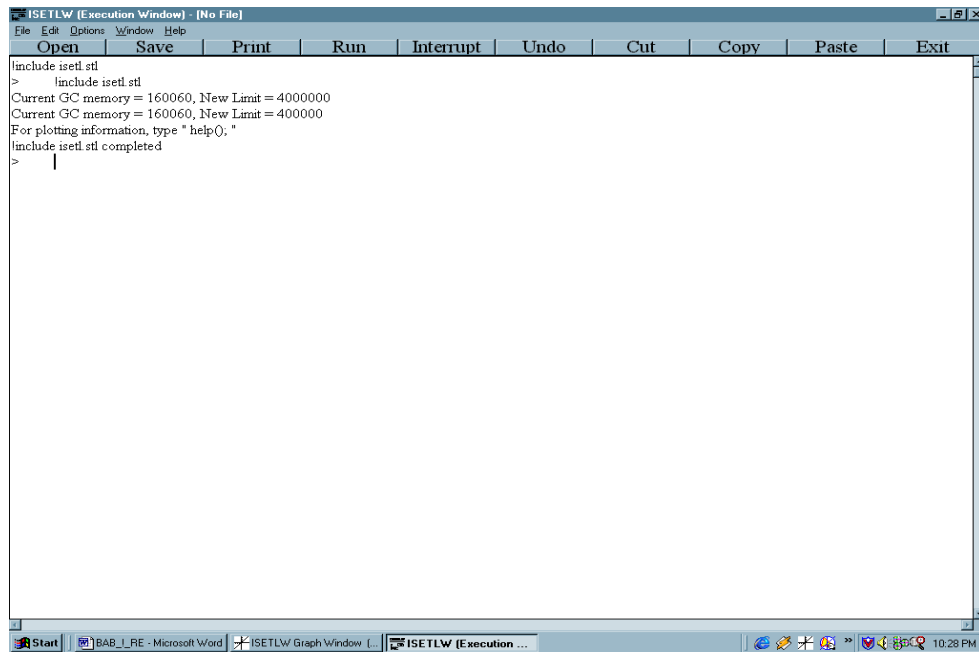 ISETLW (Execution Window) - [No File]
File Edit Options Window Help
Open Save Print Run Interrupt Undo Cut Copy Paste Exit
!include isetl.stl
> !include isetl.stl
Current GC memory = 160060, New Limit = 4000000
Current GC memory = 160060, New Limit = 400000
For plotting information, type " help(); "
!include isetl.stl completed
>
Start BAB_I_RE - Microsoft Word ISETLW Graph Window (... ISETLW (Execution ... » 10:28 PM